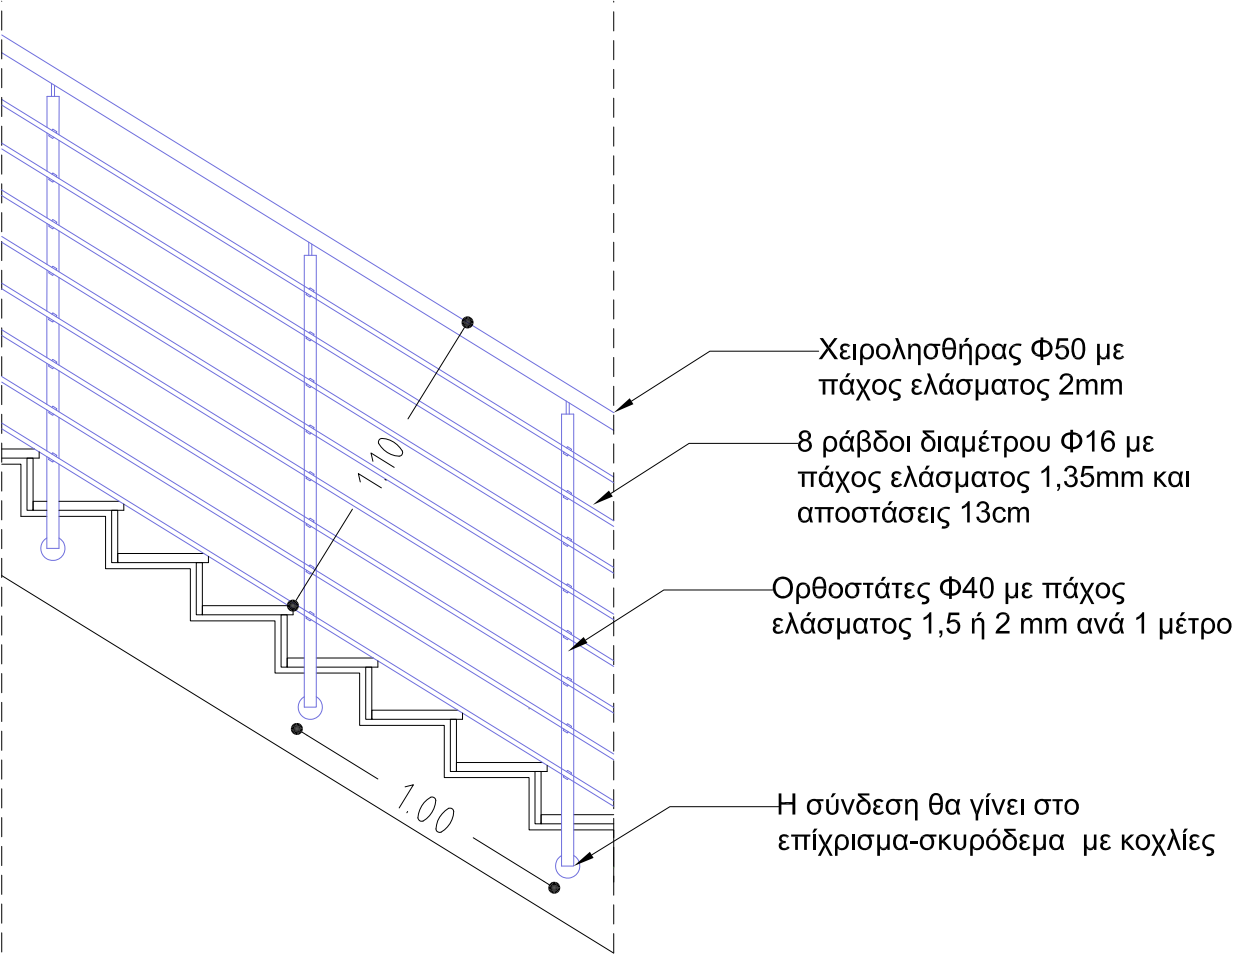 Χειρολησθήρας Φ50 με
πάχος ελάσματος 2mm
8 ράβδοι διαμέτρου Φ16 με
πάχος ελάσματος 1,35mm και
αποστάσεις 13cm
1.10
Ορθοστάτες Φ40 με πάχος
ελάσματος 1,5 ή 2 mm ανά 1 μέτρο
1.00
Η σύνδεση θα γίνει στο
επίχρισμα-σκυρόδεμα με κοχλίες